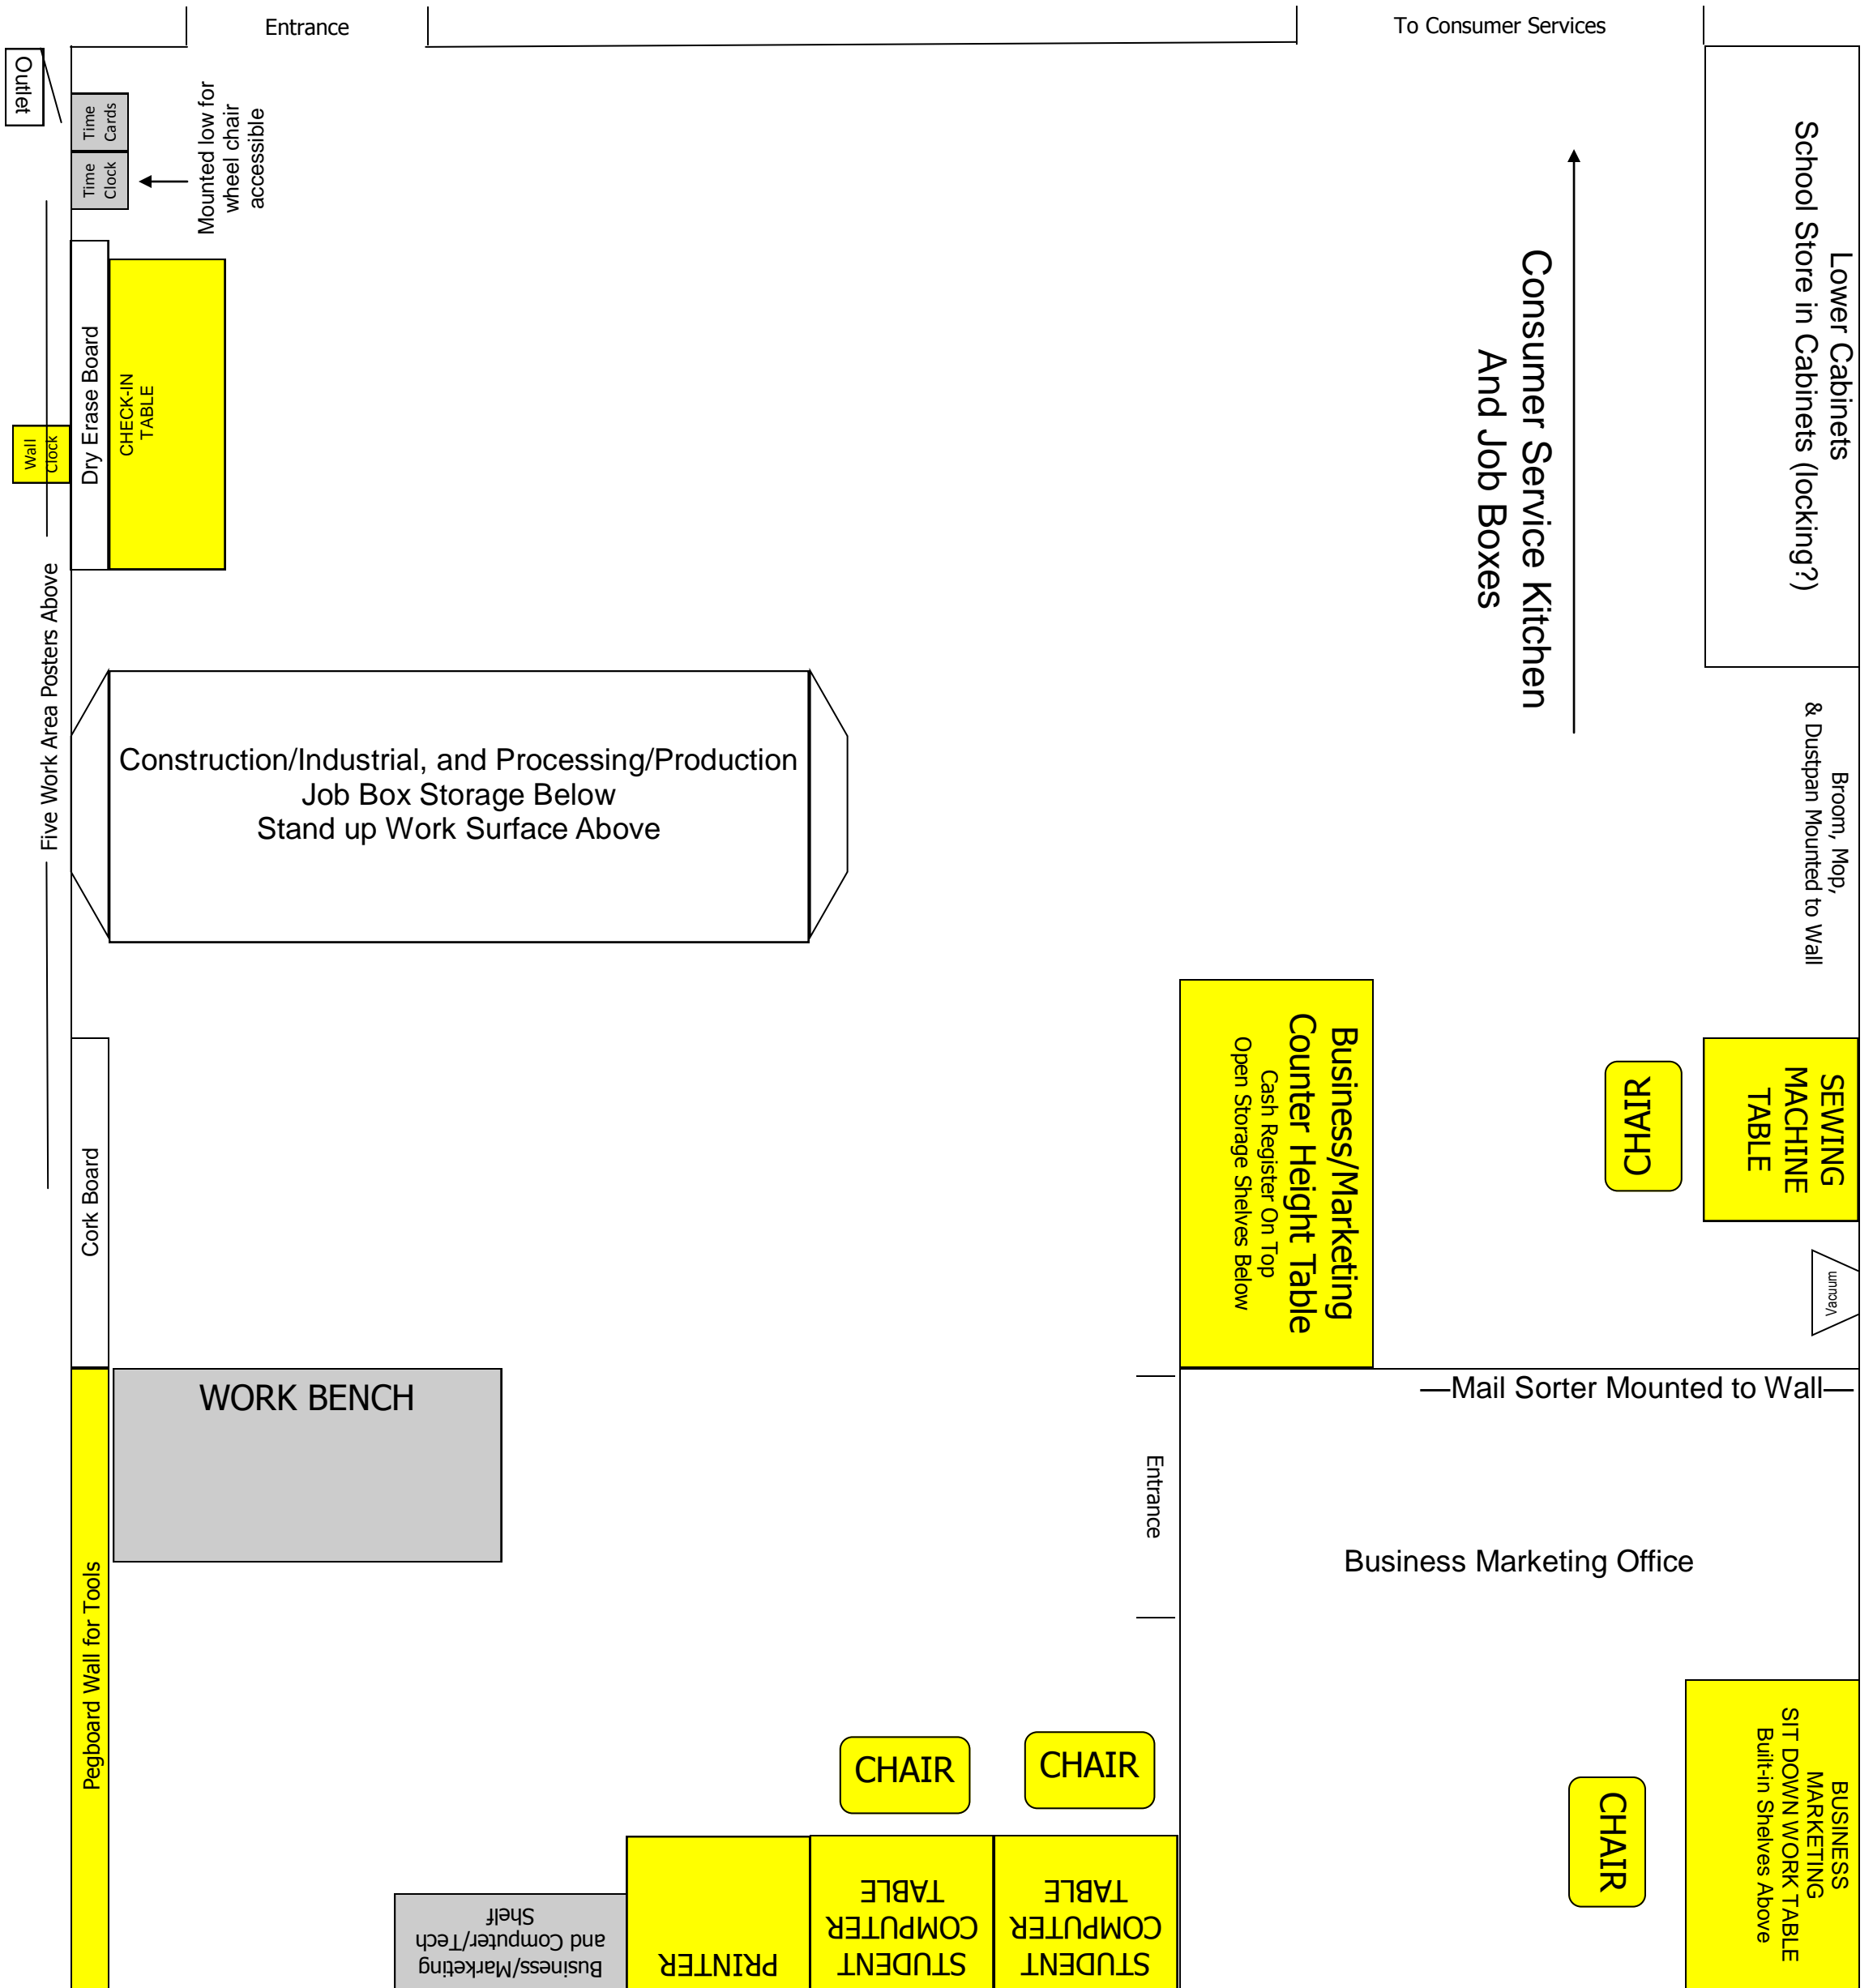 Entrance
To Consumer Services
Outlet
Time
Cards
Time
Clock
Mounted low for
wheel chair
accessible
Lower Cabinets
School Store in Cabinets (locking?)
Consumer Service Kitchen
And Job Boxes
Dry Erase Board
CHECK-IN
TABLE
Wall
Clock
Five Work Area Posters Above
Construction/Industrial, and Processing/Production
Job Box Storage Below
Stand up Work Surface Above
Broom, Mop,
& Dustpan Mounted to Wall
Business/Marketing
Counter Height Table
Cash Register On Top
Open Storage Shelves Below
CHAIR
SEWING
MACHINE
TABLE
Vacuum
Cork Board
WORK BENCH
Pegboard Wall for Tools
Entrance
—Mail Sorter Mounted to Wall—
Business Marketing Office
CHAIR
CHAIR
CHAIR
BUSINESS
MARKETING
SIT DOWN WORK TABLE
Built-in Shelves Above
Business/Marketing
and Computer/Tech
Shelf
PRINTER
STUDENT
COMPUTER
TABLE
STUDENT
COMPUTER
TABLE